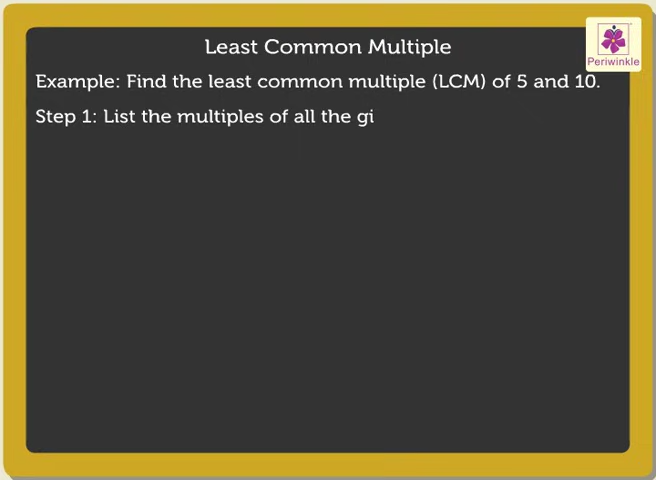 Least Common Multiple
Periwinkle
Example: Find the least common multiple (LCM) of 5 and 10.
Step 1: List the multiples of all the gi